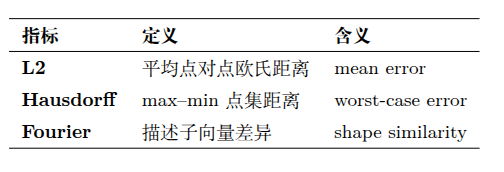 指标 定义 含义
L2 平均点对点欧氏距离 mean error
Hausdorff max–min 点集距离 worst-case error
Fourier 描述子向量差异 shape similarity